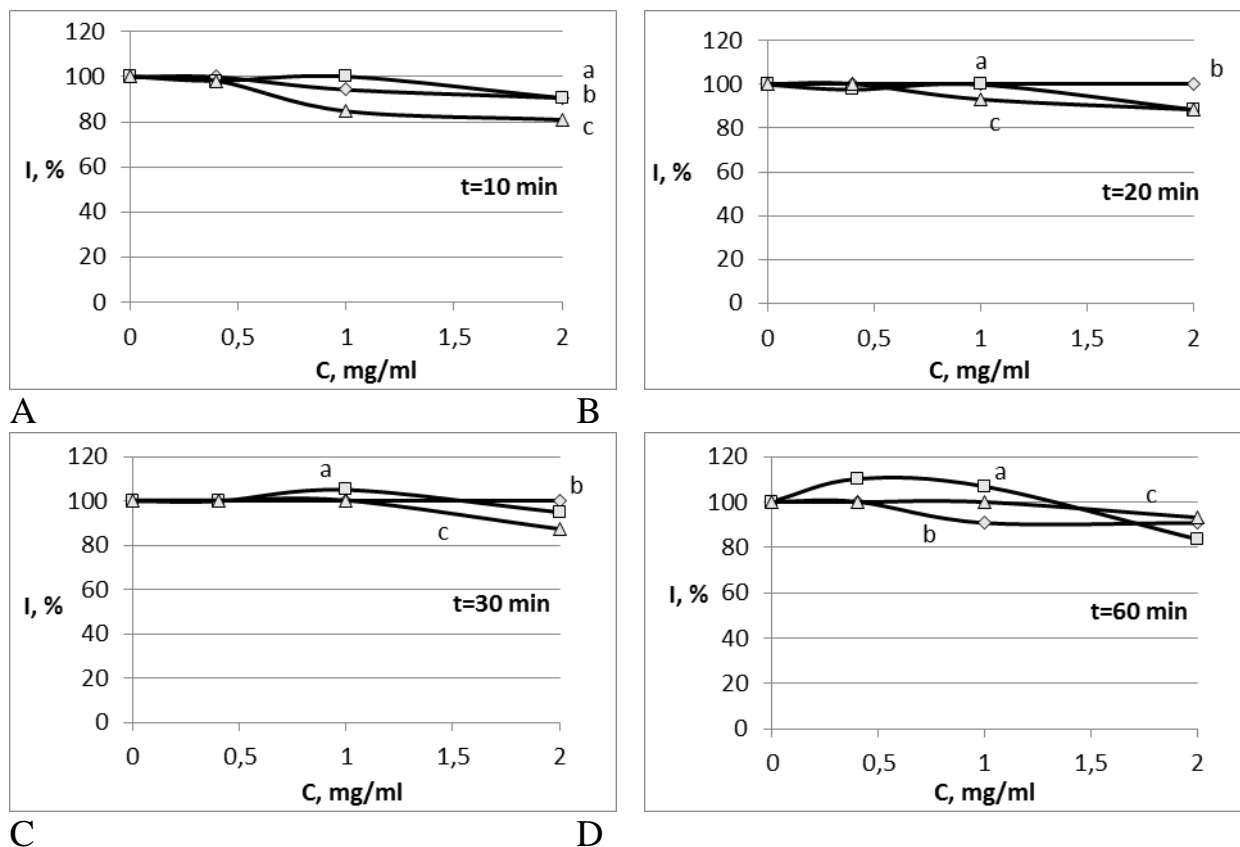 120
100
80
60
40
20
0
I, %
a
b
c
t=10 min
0 0,5 1 1,5 2
C, mg/ml
A
120
100
80
60
40
20
0
I, %
a
b
c
t=20 min
0 0,5 1 1,5 2
C, mg/ml
B
120
100
80
60
40
20
0
I, %
a
b
c
t=30 min
0 0,5 1 1,5 2
C, mg/ml
C
120
100
80
60
40
20
0
I, %
a
c
b
t=60 min
0 0,5 1 1,5 2
C, mg/ml
D